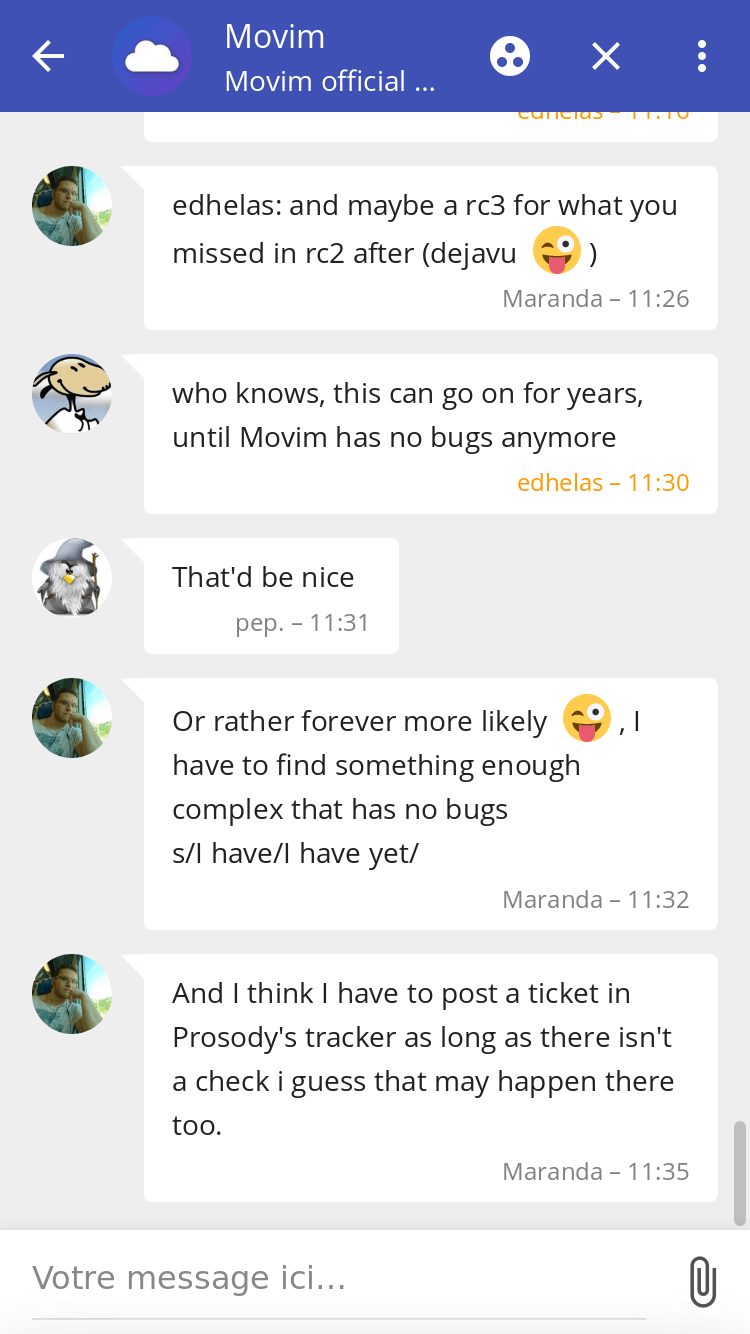 Movim
Movim official ...
edhelas – 11:16
edhelas: and maybe a rc3 for what you
missed in rc2 after (dejavu 😜 )
Maranda – 11:26
who knows, this can go on for years,
until Movim has no bugs anymore
edhelas – 11:30
That'd be nice
pep. – 11:31
Or rather forever more likely 😜 , I
have to find something enough
complex that has no bugs
s/I have/I have yet/
Maranda – 11:32
And I think I have to post a ticket in
Prosody's tracker as long as there isn't
a check i guess that may happen there
too.
Maranda – 11:35
Votre message ici...